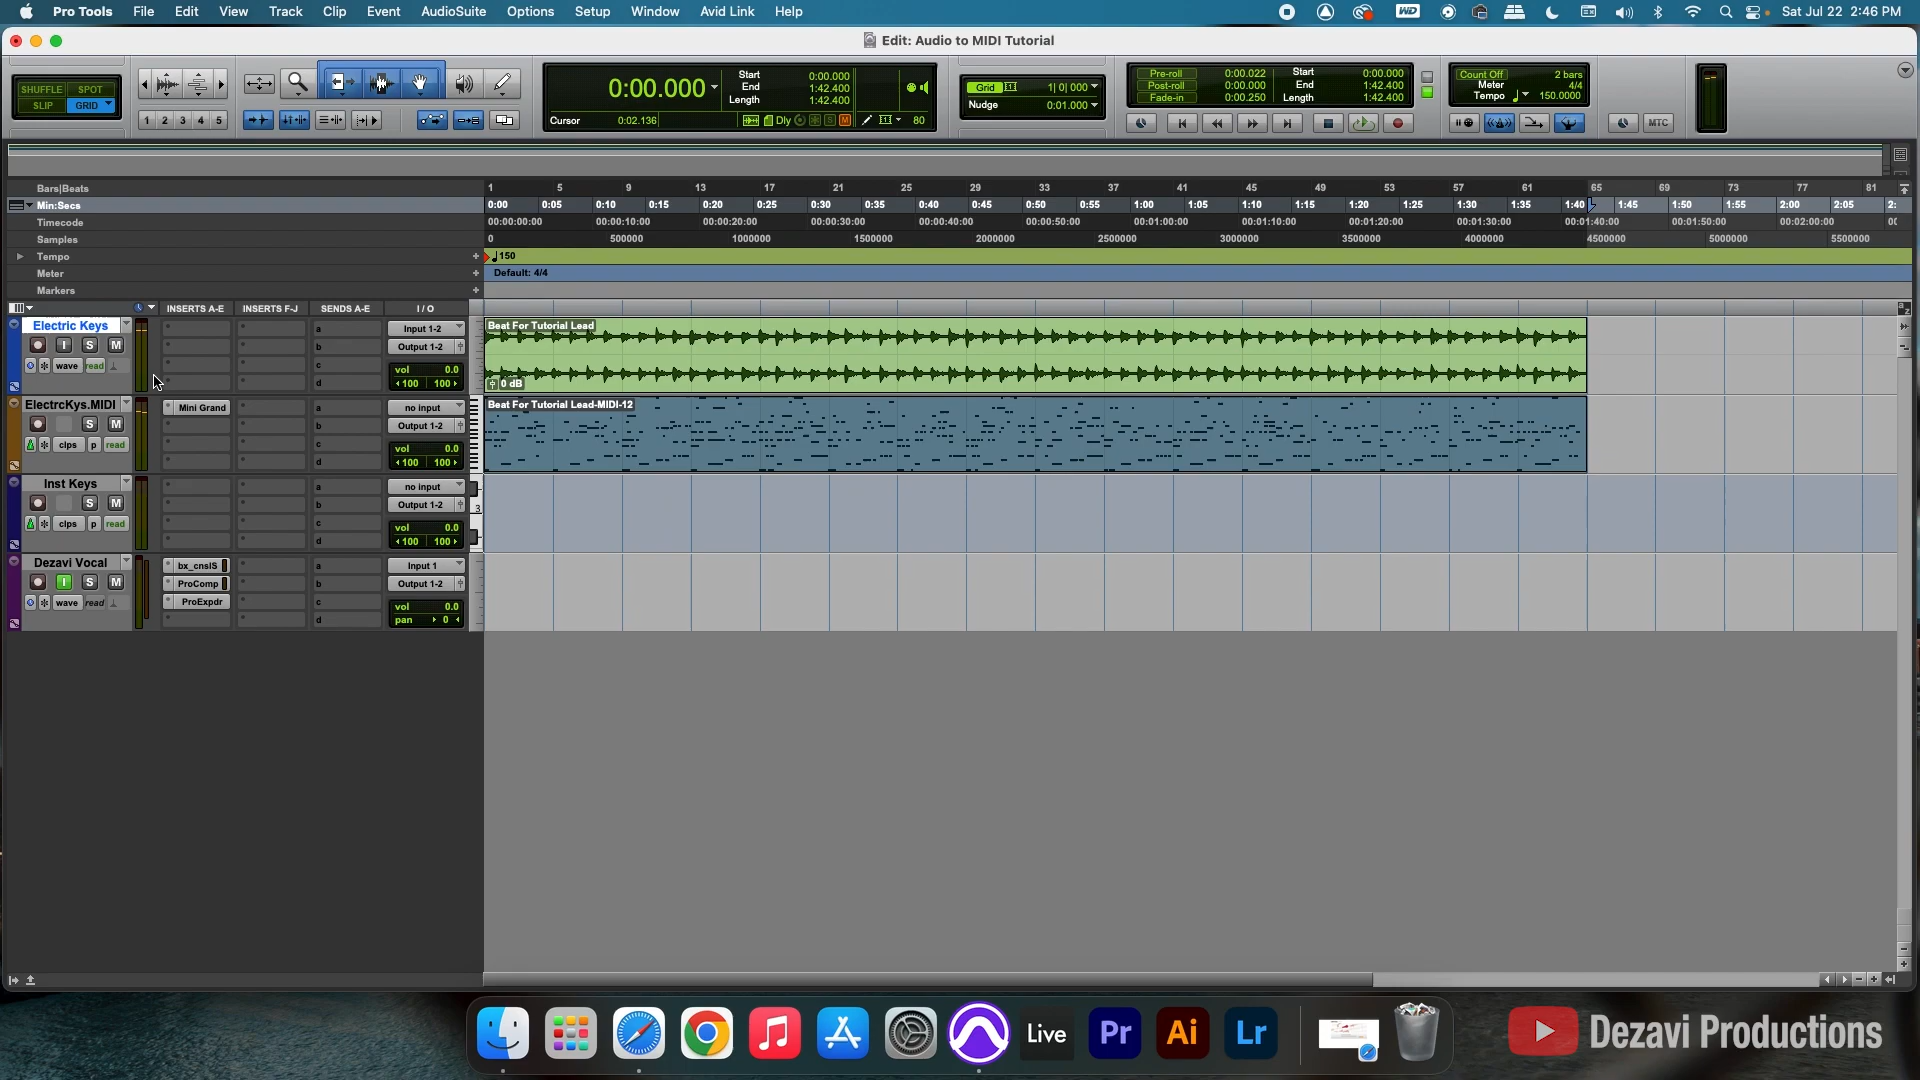 Pro Tools File Edit View Track Clip Event AudioSuite Options Setup Window Avid Link Help WD Sat Jul 22 2:46 PM
Edit: Audio to MIDI Tutorial
SHUFFLE SPOT
SLIP GRID
1 2 3 4 5
0:00.000
Start 0:00.000
End 1:42.400
Length 1:42.400
Cursor 0:02.136
Dly S M 80
Grid 1| 0| 000
Nudge 0:01.000
Pre-roll 0:00.022
Post-roll 0:00.000
Fade-in 0:00.250
Start 0:00.000
End 1:42.400
Length 1:42.400
Count Off 2 bars
Meter 4/4
Tempo 150.0000
MTC
Bars|Beats 1 5 9 13 17 21 25 29 33 37 41 45 49 53 57 61 65 69 73 77 81
Min:Secs 0:00 0:05 0:10 0:15 0:20 0:25 0:30 0:35 0:40 0:45 0:50 0:55 1:00 1:05 1:10 1:15 1:20 1:25 1:30 1:35 1:40 1:45 1:50 1:55 2:00 2:05 2:
Timecode 00:00:00:00 00:00:10:00 00:00:20:00 00:00:30:00 00:00:40:00 00:00:50:00 00:01:00:00 00:01:10:00 00:01:20:00 00:01:30:00 00:01:40:00 00:01:50:00 00:02:00:00 00
Samples 0 500000 1000000 1500000 2000000 2500000 3000000 3500000 4000000 4500000 5000000 5500000
Tempo + 150
Meter + Default: 4/4
Markers +
INSERTS A-E INSERTS F-J SENDS A-E I / O
Electric Keys a Input 1-2 Beat For Tutorial Lead
I S M b Output 1-2
wave read c vol 0.0
d 100 100 0 dB
ElectrcKys.MIDI Mini Grand a no input Beat For Tutorial Lead-MIDI-12
S M b Output 1-2
clps p read c vol 0.0
d 100 100
Inst Keys a no input
S M b Output 1-2 3
clps p read c vol 0.0
d 100 100
Dezavi Vocal bx_cnslS a Input 1
I S M ProComp b Output 1-2
wave read ProExpdr c vol 0.0
d pan 0
Live Pr Ai Lr
Dezavi Productions